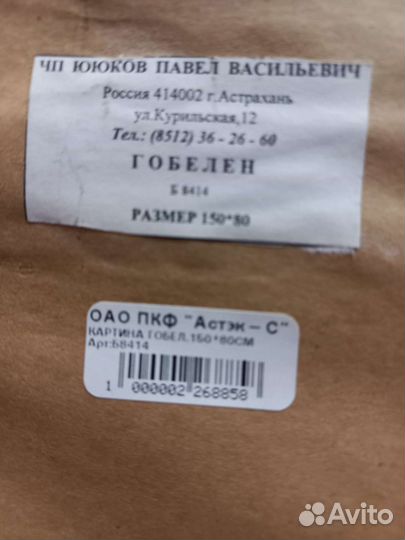 ЧП ЮЮКОВ ПАВЕЛ ВАСИЛЬЕВИЧ
Россия 414002 г.Астрахань
ул.Курильская,12
Тел.: (8512) 36 - 26 - 60
ГОБЕЛЕН
Б 8414
РАЗМЕР 150*80
ОАО ПКФ "Астэк – С"
КАРТИНА ГОБЕЛ.150*80СМ
Арт:Б8414
1 000002 268858
Avito